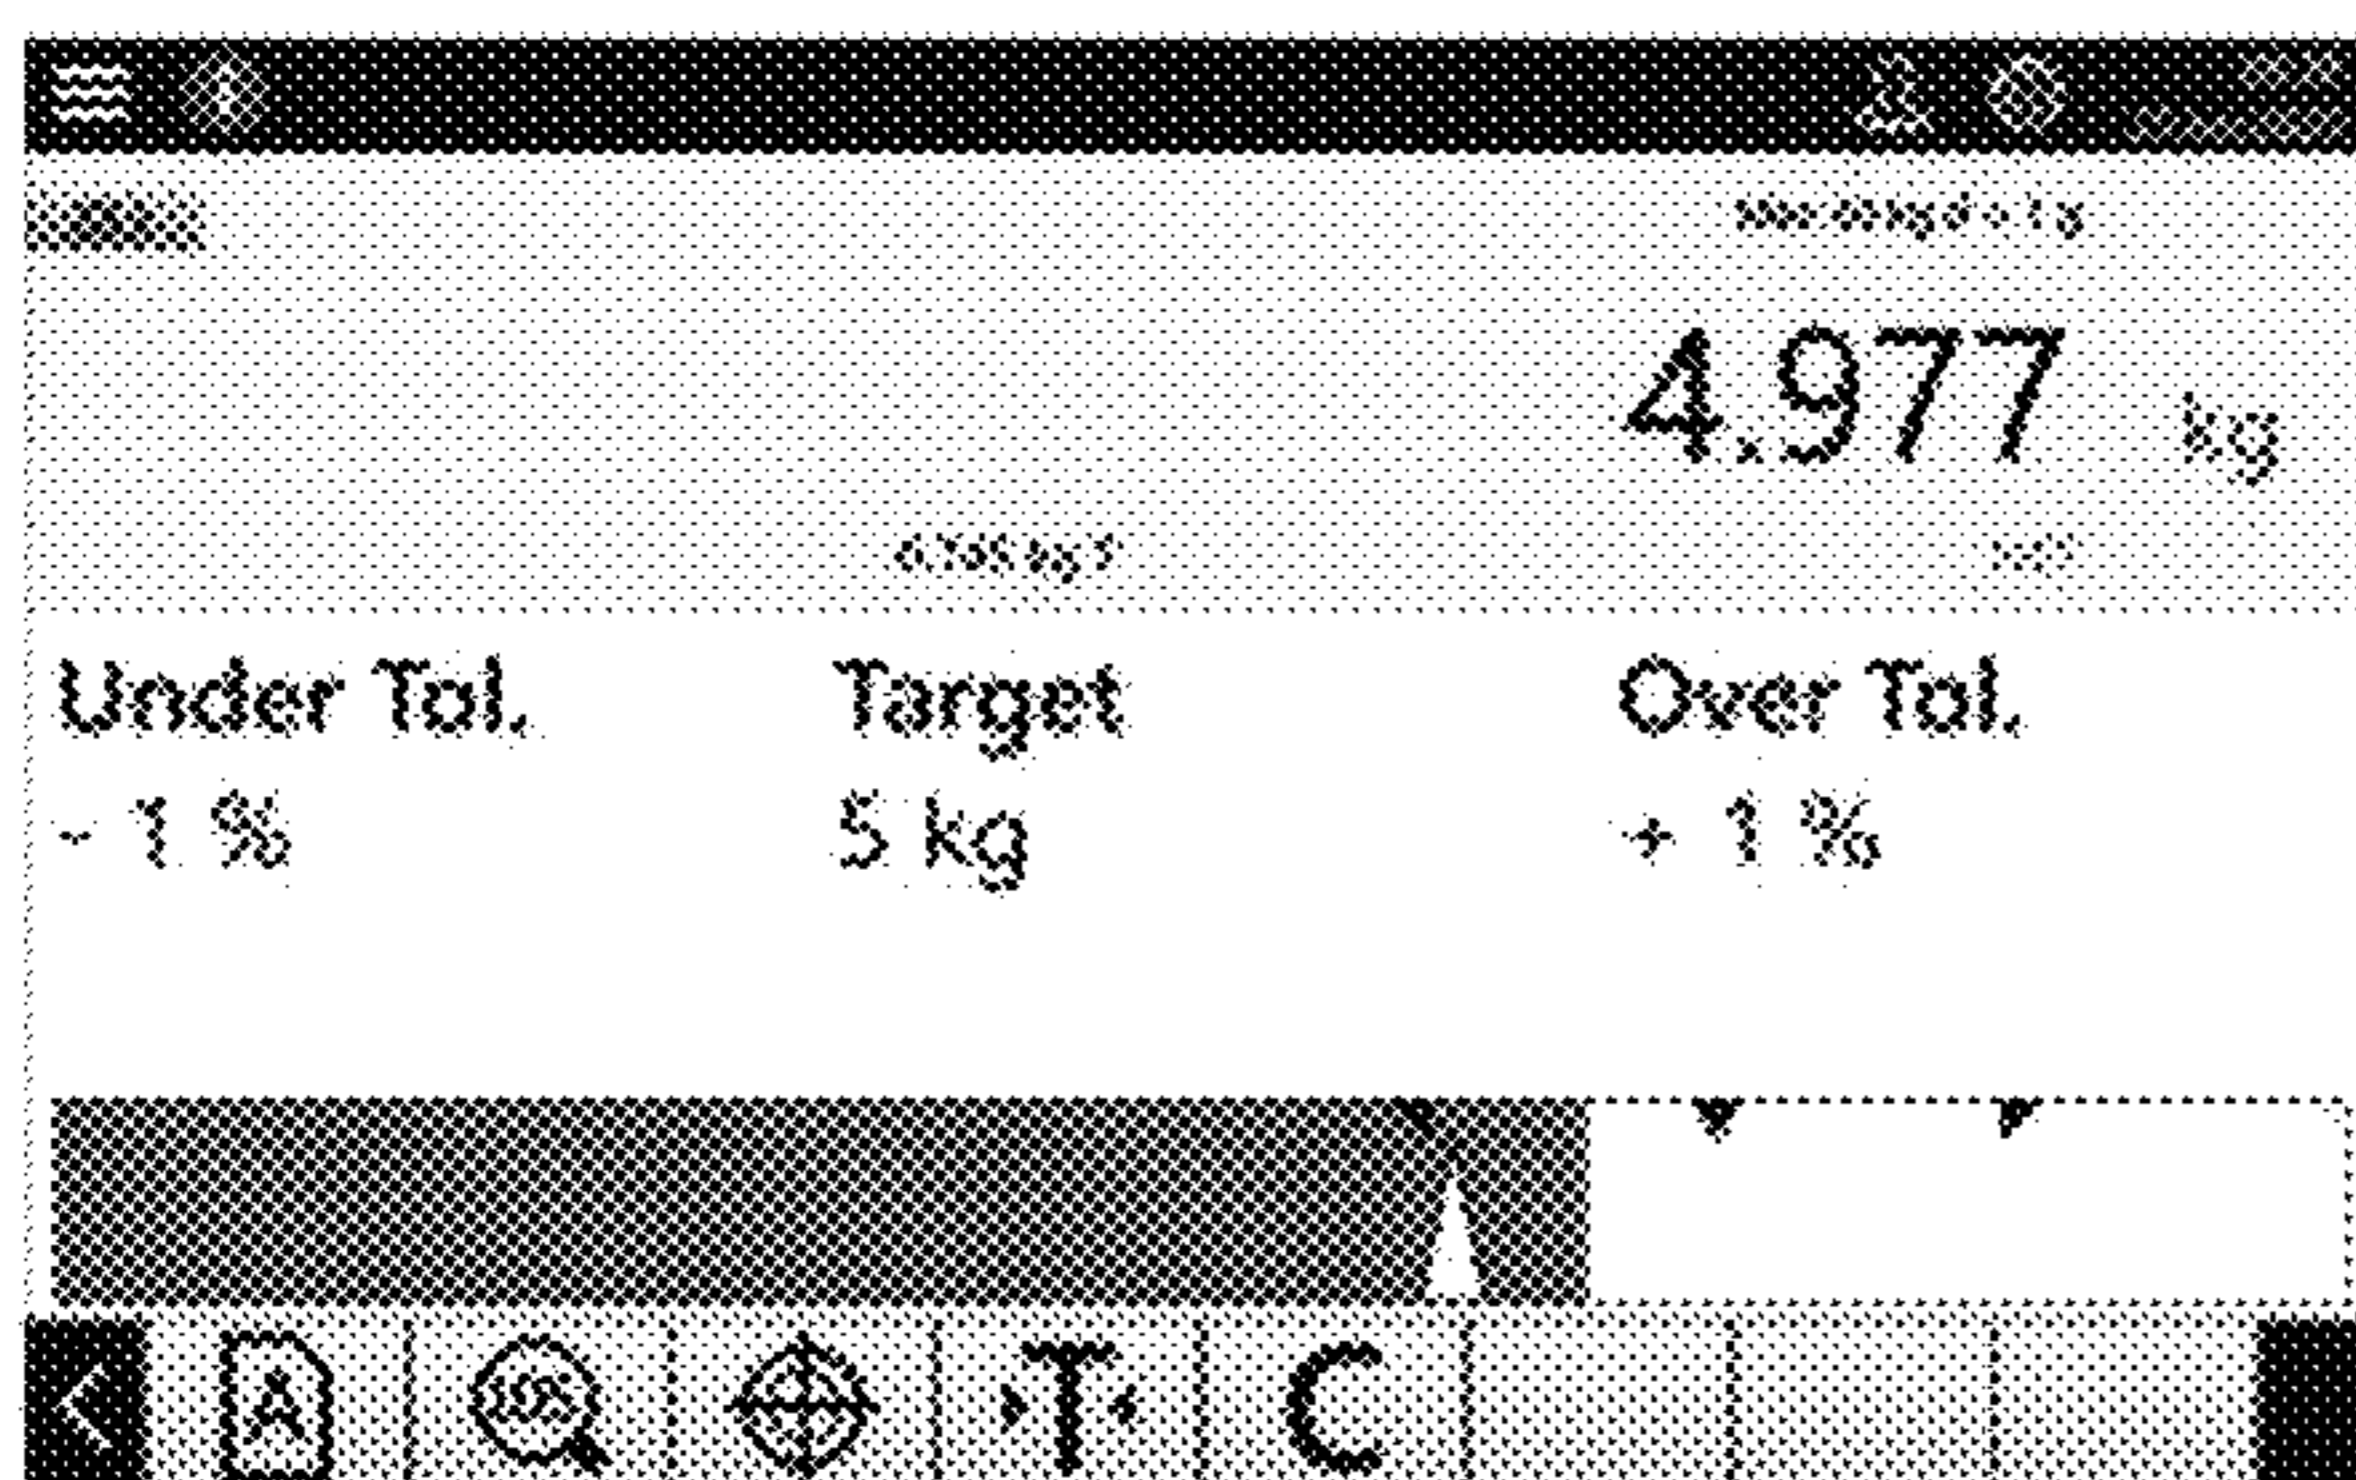 4.977 kg
Under Tol. Target Over Tol.
- 1 % 5 kg + 1 %
A T C